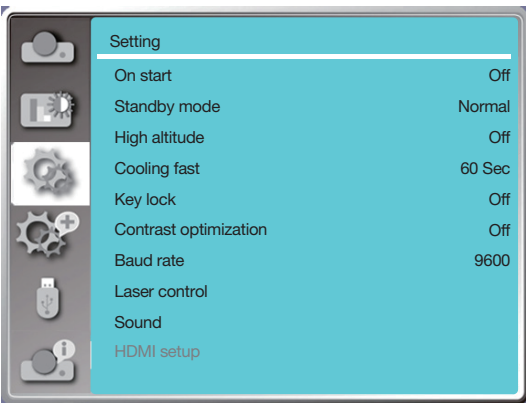 Setting
On start Off
Standby mode Normal
High altitude Off
Cooling fast 60 Sec
Key lock Off
Contrast optimization Off
Baud rate 9600
Laser control
Sound
HDMI setup